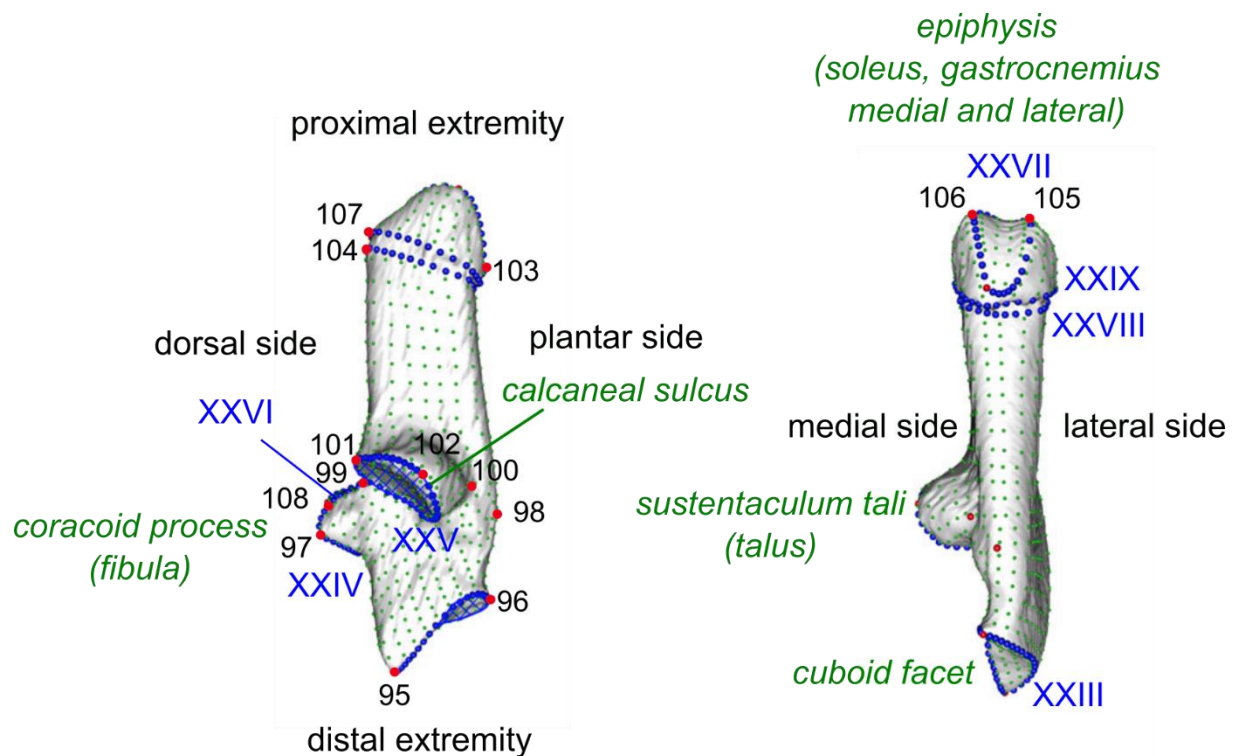 proximal extremity
107
104
103
dorsal side
plantar side
calcaneal sulcus
XXVI
101
102
99
100
108
98
coracoid process
(fibula)
97
XXV
XXIV
96
95
distal extremity
epiphysis
(soleus, gastrocnemius
medial and lateral)
XXVII
106
105
XXIX
XXVIII
medial side
lateral side
sustentaculum tali
(talus)
cuboid facet
XXIII